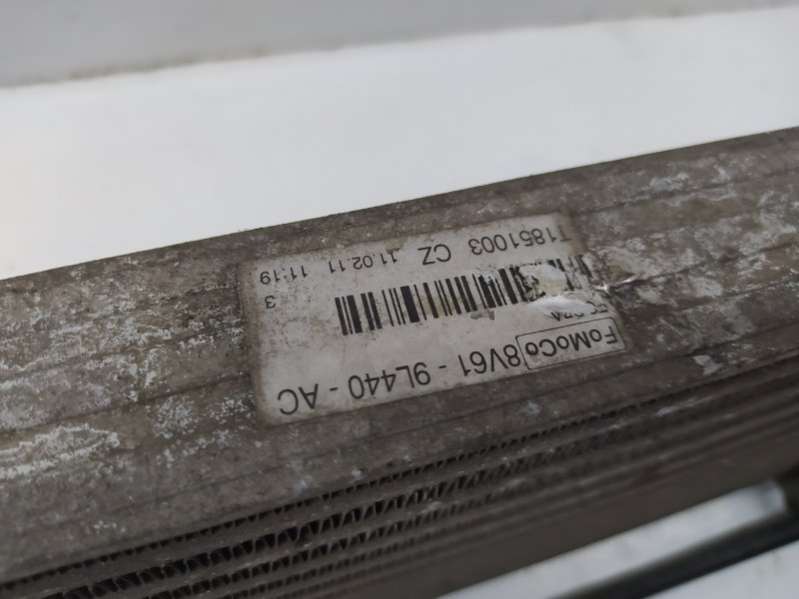 FoMoCo 8V61 - 9L440 - AC
3
T1851003 CZ 11.02.11 11:19